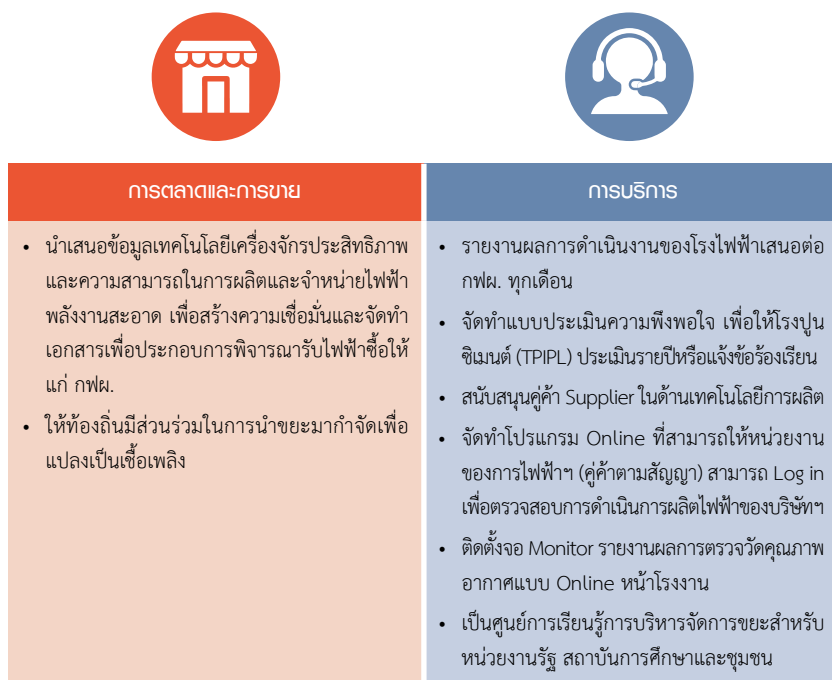 การตลาดและการขาย
• นำเสนอข้อมูลเทคโนโลยีเครื่องจักรประสิทธิภาพ
และความสามารถในการผลิตและจำหน่ายไฟฟ้า
พลังงานสะอาด เพื่อสร้างความเชื่อมั่นและจัดทำ
เอกสารเพื่อประกอบการพิจารณารับไฟฟ้าซื้อให้
แก่ กฟผ.
• ให้ท้องถิ่นมีส่วนร่วมในการนำขยะมากำจัดเพื่อ
แปลงเป็นเชื้อเพลิง
การบริการ
• รายงานผลการดำเนินงานของโรงไฟฟ้าเสนอต่อ
กฟผ. ทุกเดือน
• จัดทำแบบประเมินความพึงพอใจ เพื่อให้โรงปูน
ซิเมนต์ (TPIPL) ประเมินรายปีหรือแจ้งข้อร้องเรียน
• สนับสนุนคู่ค้า Supplier ในด้านเทคโนโลยีการผลิต
• จัดทำโปรแกรม Online ที่สามารถให้หน่วยงาน
ของการไฟฟ้าฯ (คู่ค้าตามสัญญา) สามารถ Log in
เพื่อตรวจสอบการดำเนินการผลิตไฟฟ้าของบริษัทฯ
• ติดตั้งจอ Monitor รายงานผลการตรวจวัดคุณภาพ
อากาศแบบ Online หน้าโรงงาน
• เป็นศูนย์การเรียนรู้การบริหารจัดการขยะสำหรับ
หน่วยงานรัฐ สถาบันการศึกษาและชุมชน